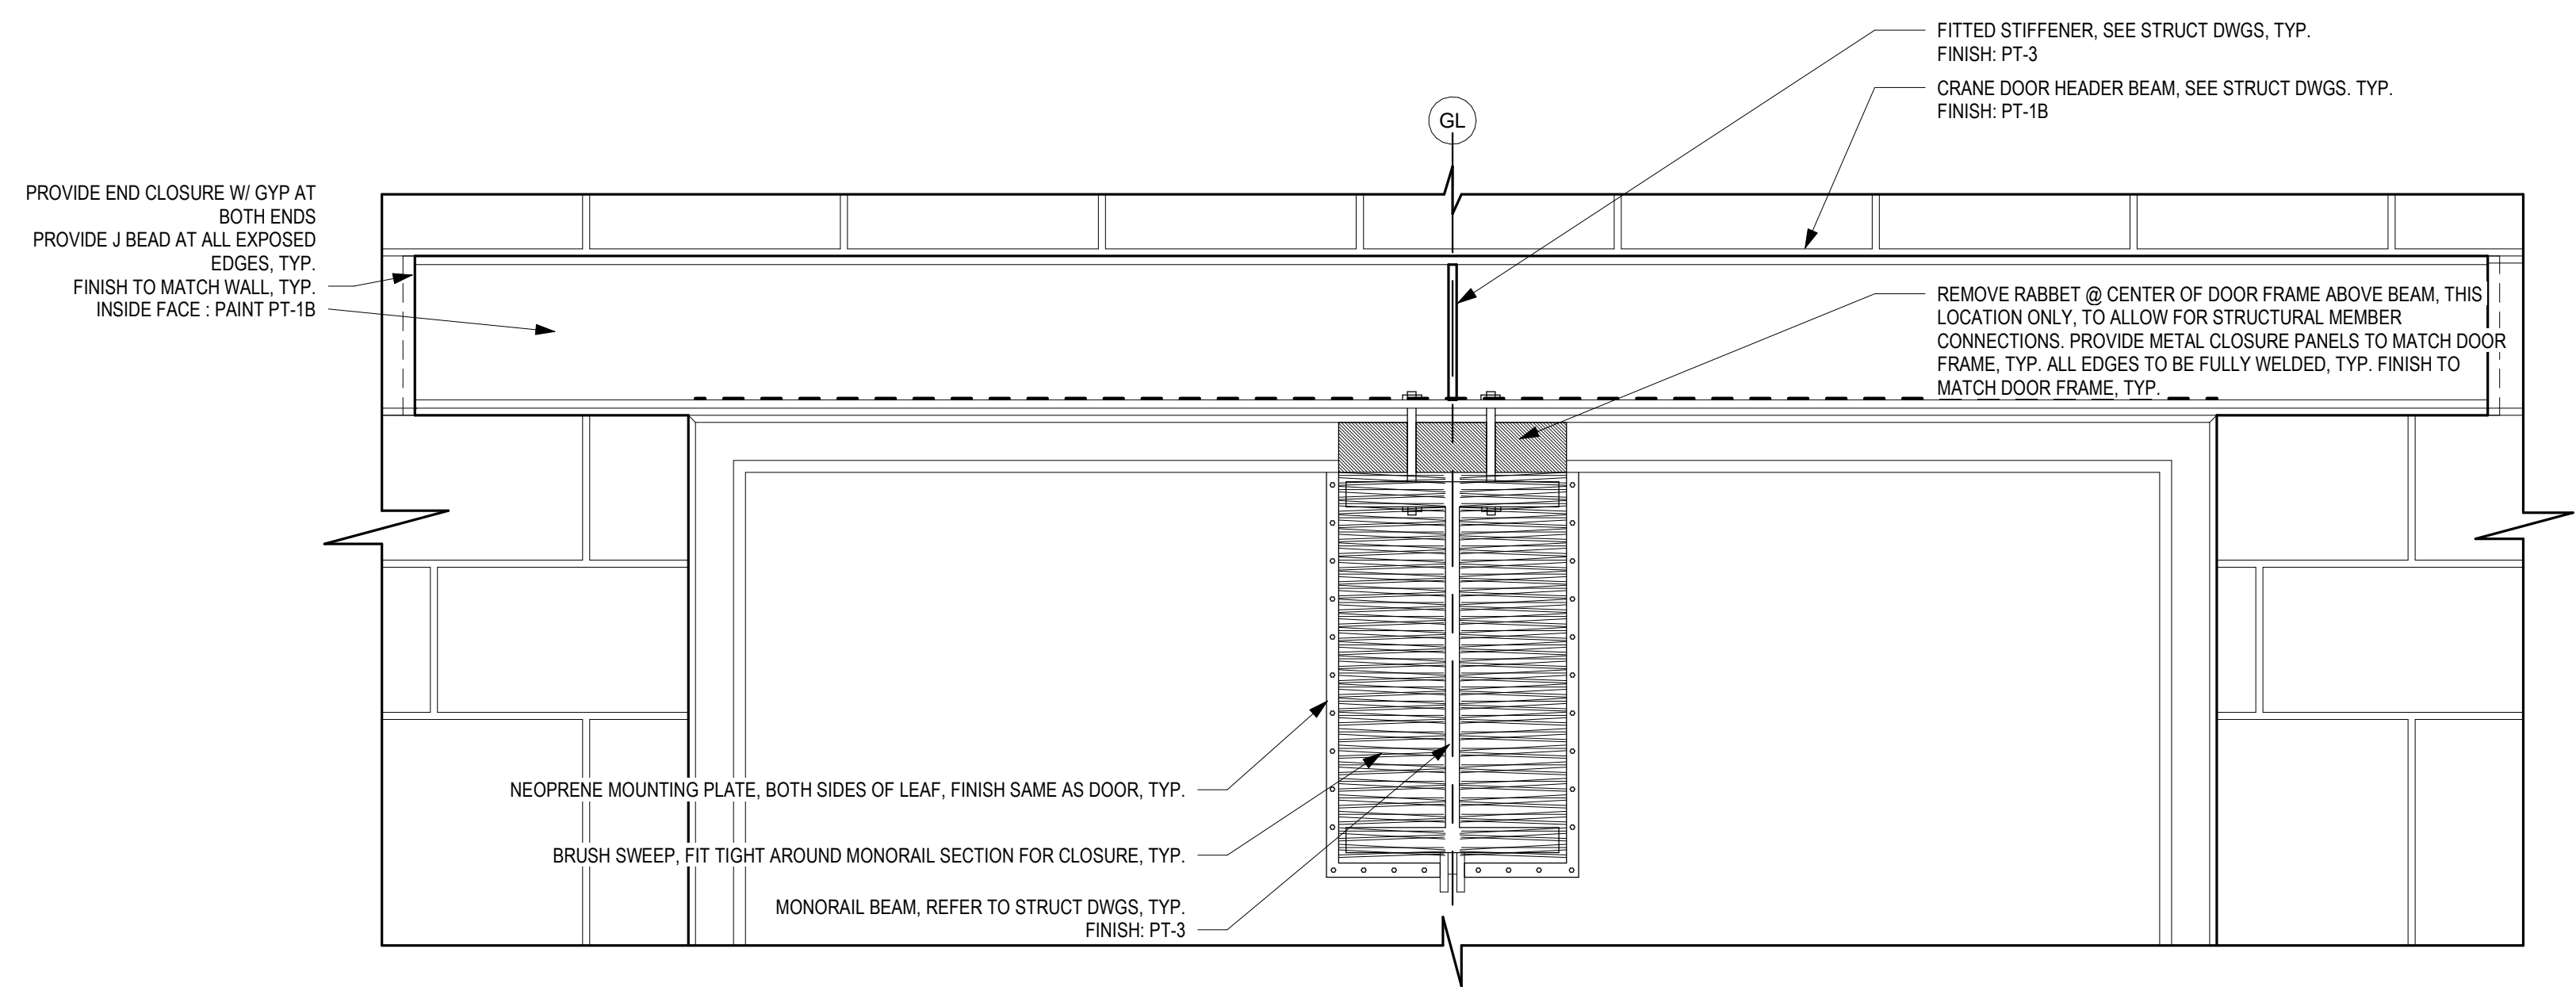 FITTED STIFFENER, SEE STRUCT DWGS, TYP.
FINISH: PT-3
CRANE DOOR HEADER BEAM, SEE STRUCT DWGS. TYP.
FINISH: PT-1B
GL
PROVIDE END CLOSURE W/ GYP AT
BOTH ENDS
PROVIDE J BEAD AT ALL EXPOSED
EDGES, TYP.
FINISH TO MATCH WALL, TYP.
INSIDE FACE : PAINT PT-1B
REMOVE RABBET @ CENTER OF DOOR FRAME ABOVE BEAM, THIS
LOCATION ONLY, TO ALLOW FOR STRUCTURAL MEMBER
CONNECTIONS. PROVIDE METAL CLOSURE PANELS TO MATCH DOOR
FRAME, TYP. ALL EDGES TO BE FULLY WELDED, TYP. FINISH TO
MATCH DOOR FRAME, TYP.
NEOPRENE MOUNTING PLATE, BOTH SIDES OF LEAF, FINISH SAME AS DOOR, TYP.
BRUSH SWEEP, FIT TIGHT AROUND MONORAIL SECTION FOR CLOSURE, TYP.
MONORAIL BEAM, REFER TO STRUCT DWGS, TYP.
FINISH: PT-3